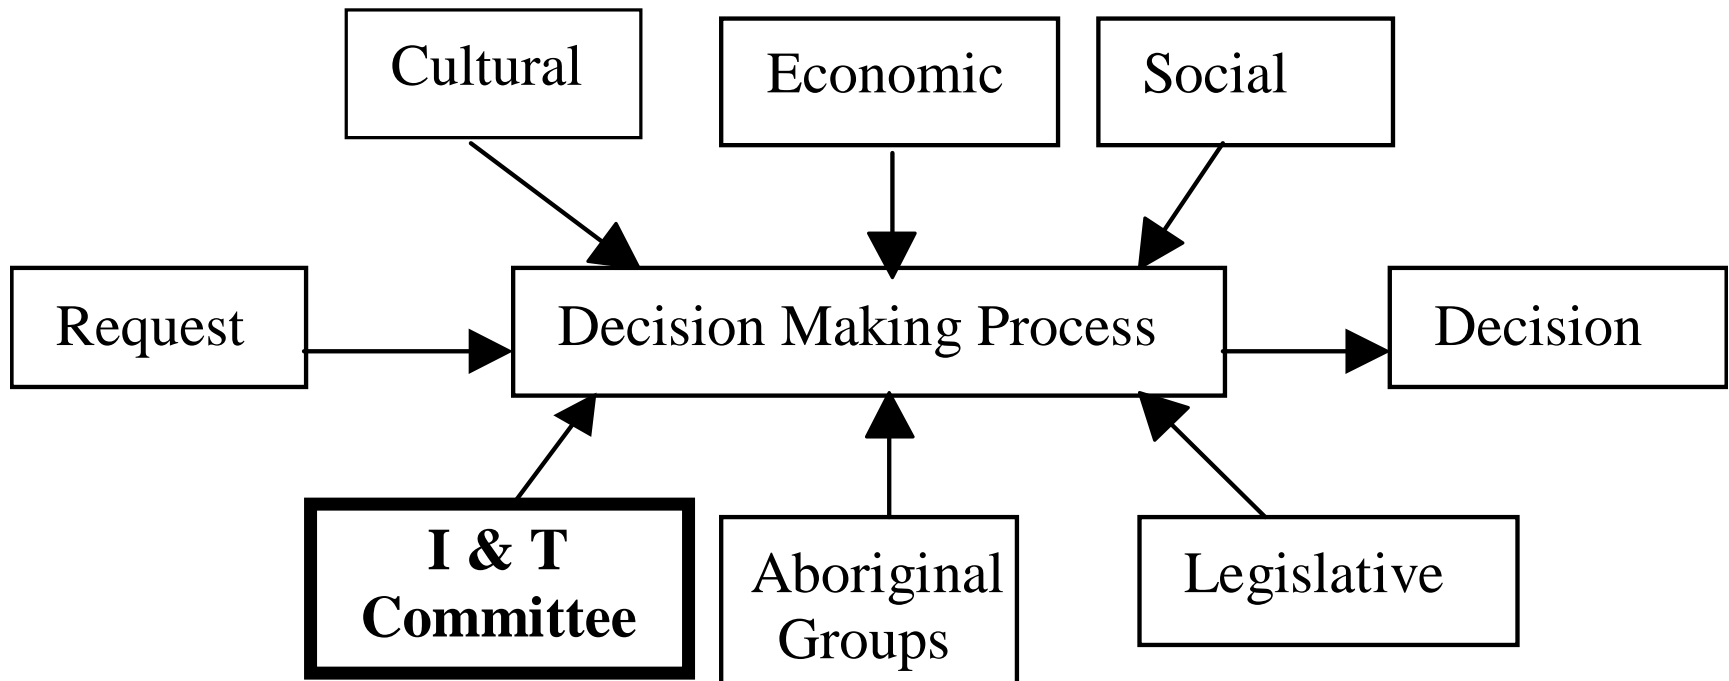 Cultural
Economic
Social
Request
Decision Making Process
Decision
I & T
Committee
Aboriginal
Groups
Legislative